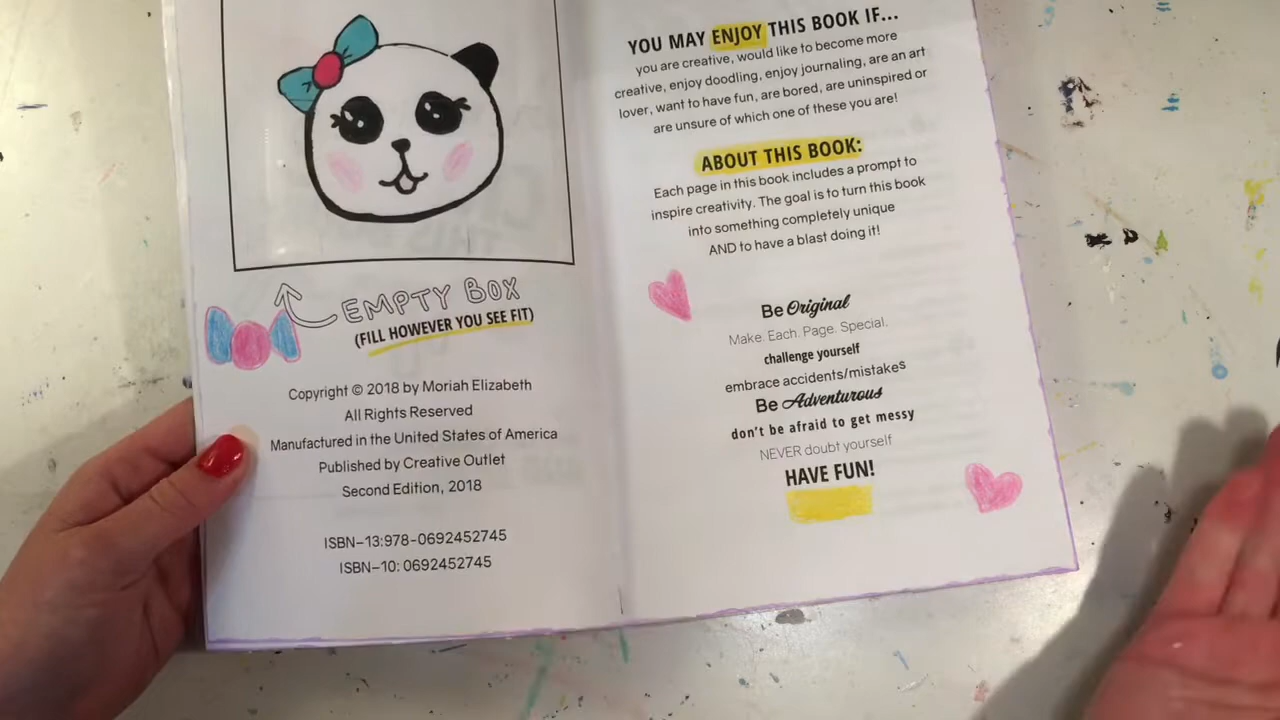 EMPTY BOX
(FILL HOWEVER YOU SEE FIT)
Copyright © 2018 by Moriah Elizabeth
All Rights Reserved
Manufactured in the United States of America
Published by Creative Outlet
Second Edition, 2018
ISBN-13:978-0692452745
ISBN-10: 0692452745
YOU MAY ENJOY THIS BOOK IF...
you are creative, would like to become more
creative, enjoy doodling, enjoy journaling, are an art
lover, want to have fun, are bored, are uninspired or
are unsure of which one of these you are!
ABOUT THIS BOOK:
Each page in this book includes a prompt to
inspire creativity. The goal is to turn this book
into something completely unique
AND to have a blast doing it!
Be Original
Make. Each. Page. Special.
challenge yourself
embrace accidents/mistakes
Be Adventurous
don't be afraid to get messy
NEVER doubt yourself
HAVE FUN!